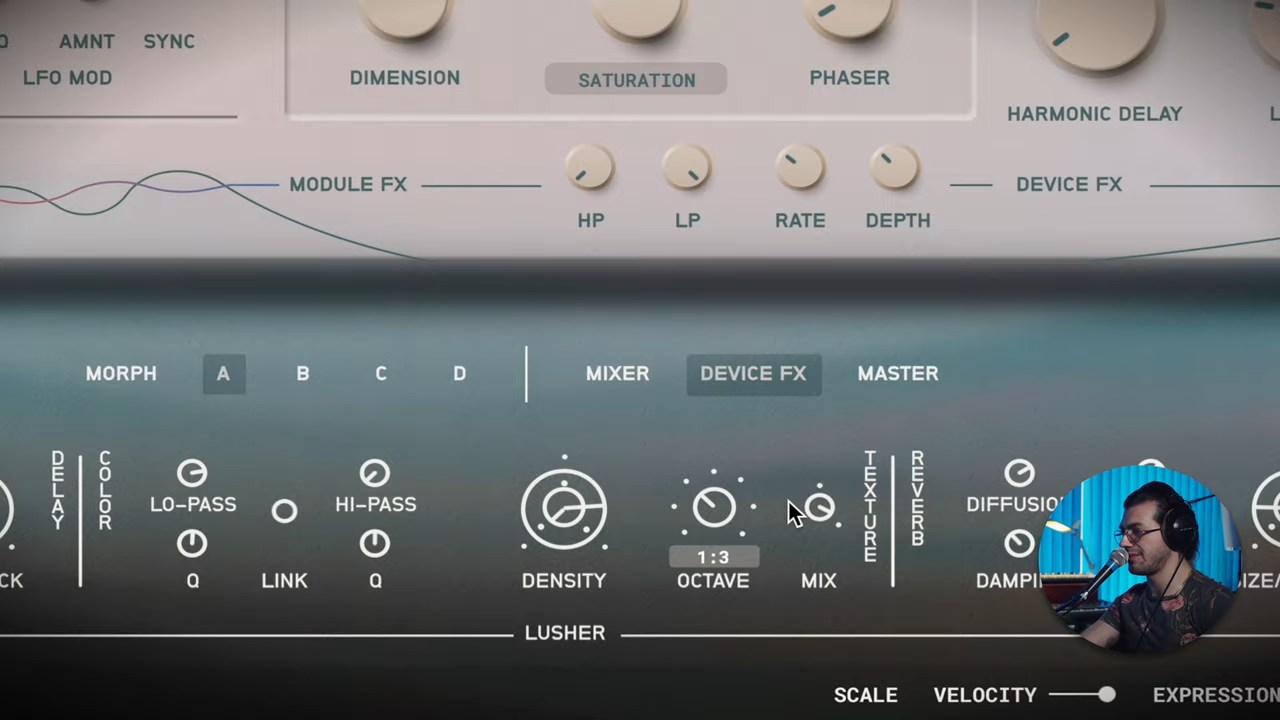 AMNT SYNC
LFO MOD
DIMENSION
SATURATION
PHASER
HARMONIC DELAY
MODULE FX
HP
LP
RATE
DEPTH
DEVICE FX
MORPH A B C D MIXER DEVICE FX MASTER
DELAY
COLOR
LO-PASS
HI-PASS
Q
LINK
Q
DENSITY
1:3
OCTAVE
MIX
TEXTURE
REVERB
LUSHER
SCALE VELOCITY EXPRESSION